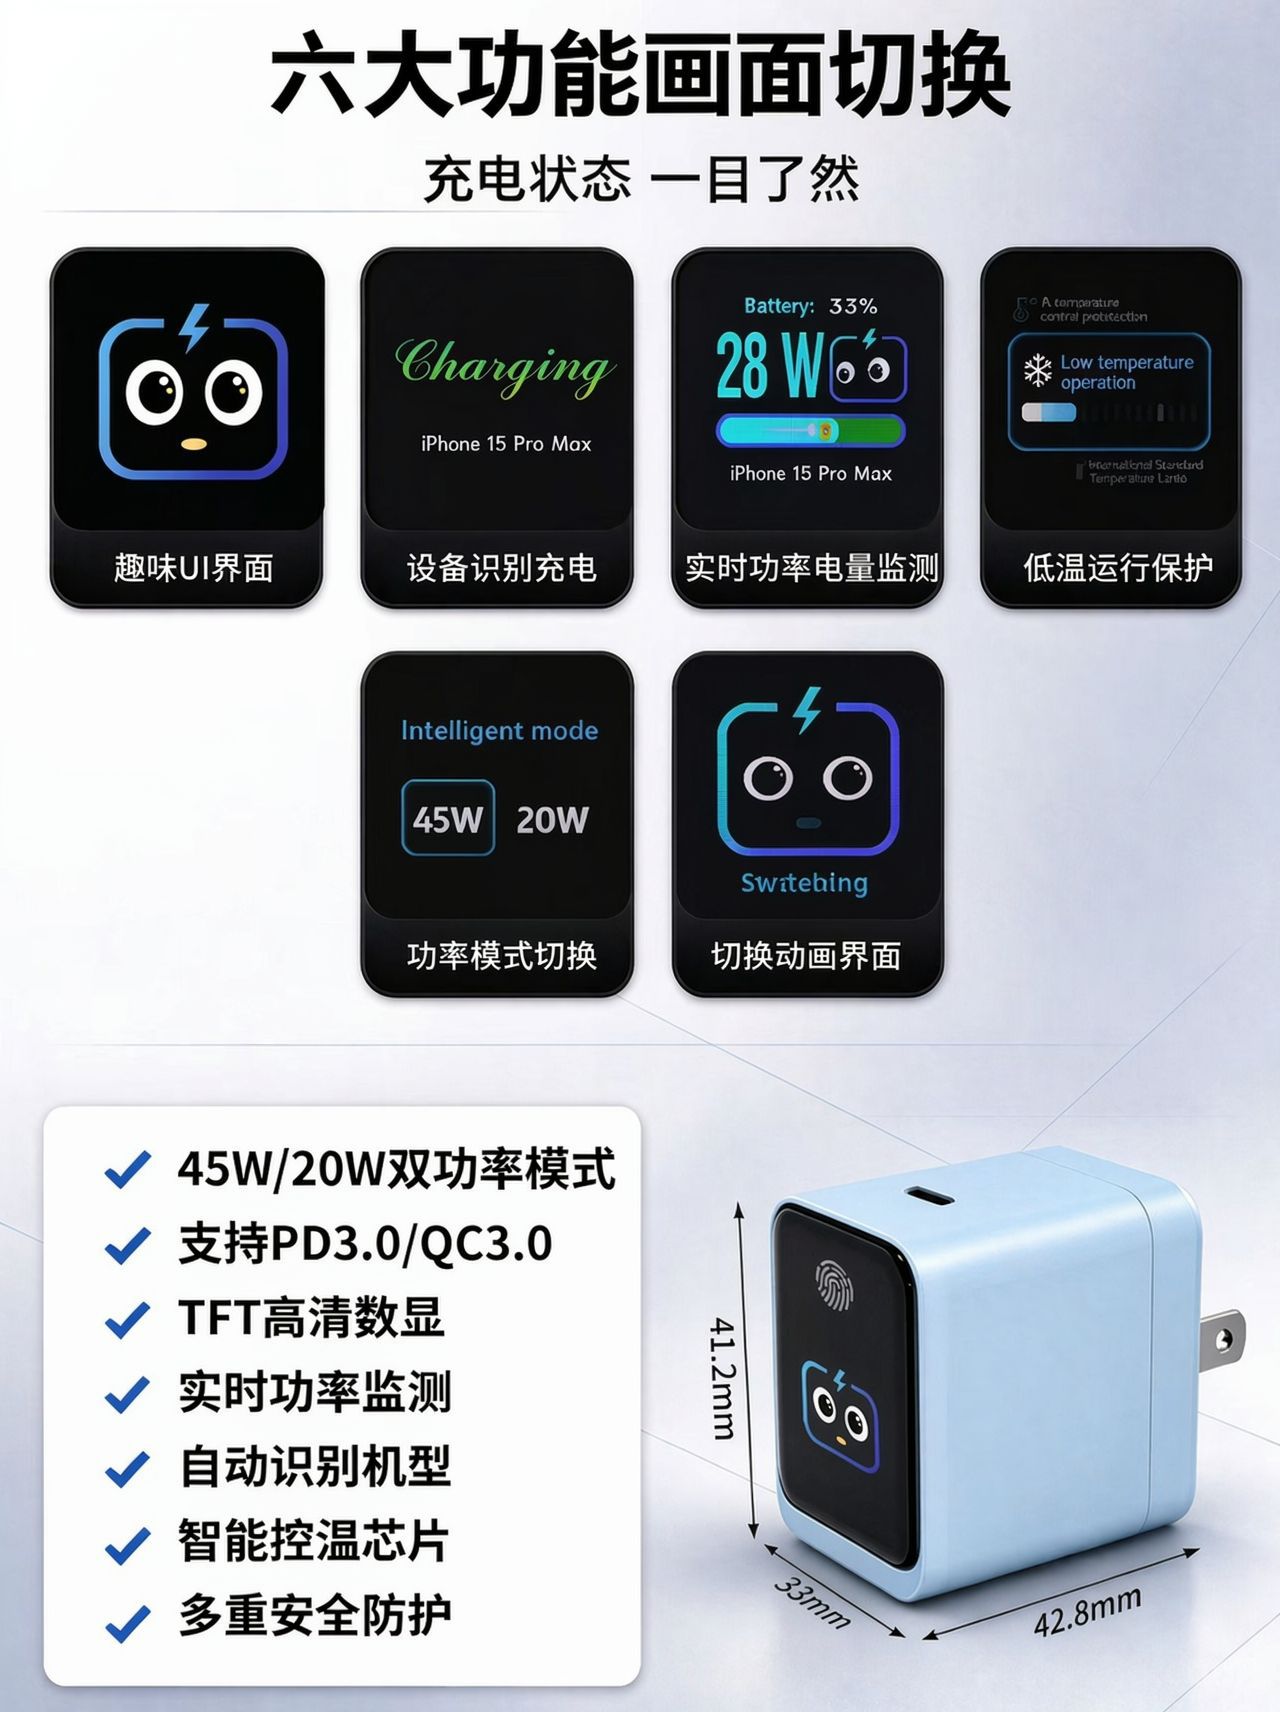 六大功能画面切换
充电状态 一目了然
趣味UI界面
Charging
iPhone 15 Pro Max
设备识别充电
Battery: 33%
28 W
iPhone 15 Pro Max
实时功率电量监测
A temperature
control
Low temperature
operation
Standard
Temperature
低温运行保护
Intelligent mode
45W 20W
功率模式切换
Switebing
切换动画界面
45W/20W双功率模式
支持PD3.0/QC3.0
TFT高清数显
实时功率监测
自动识别机型
智能控温芯片
多重安全防护
41.2mm
33mm
42.8mm